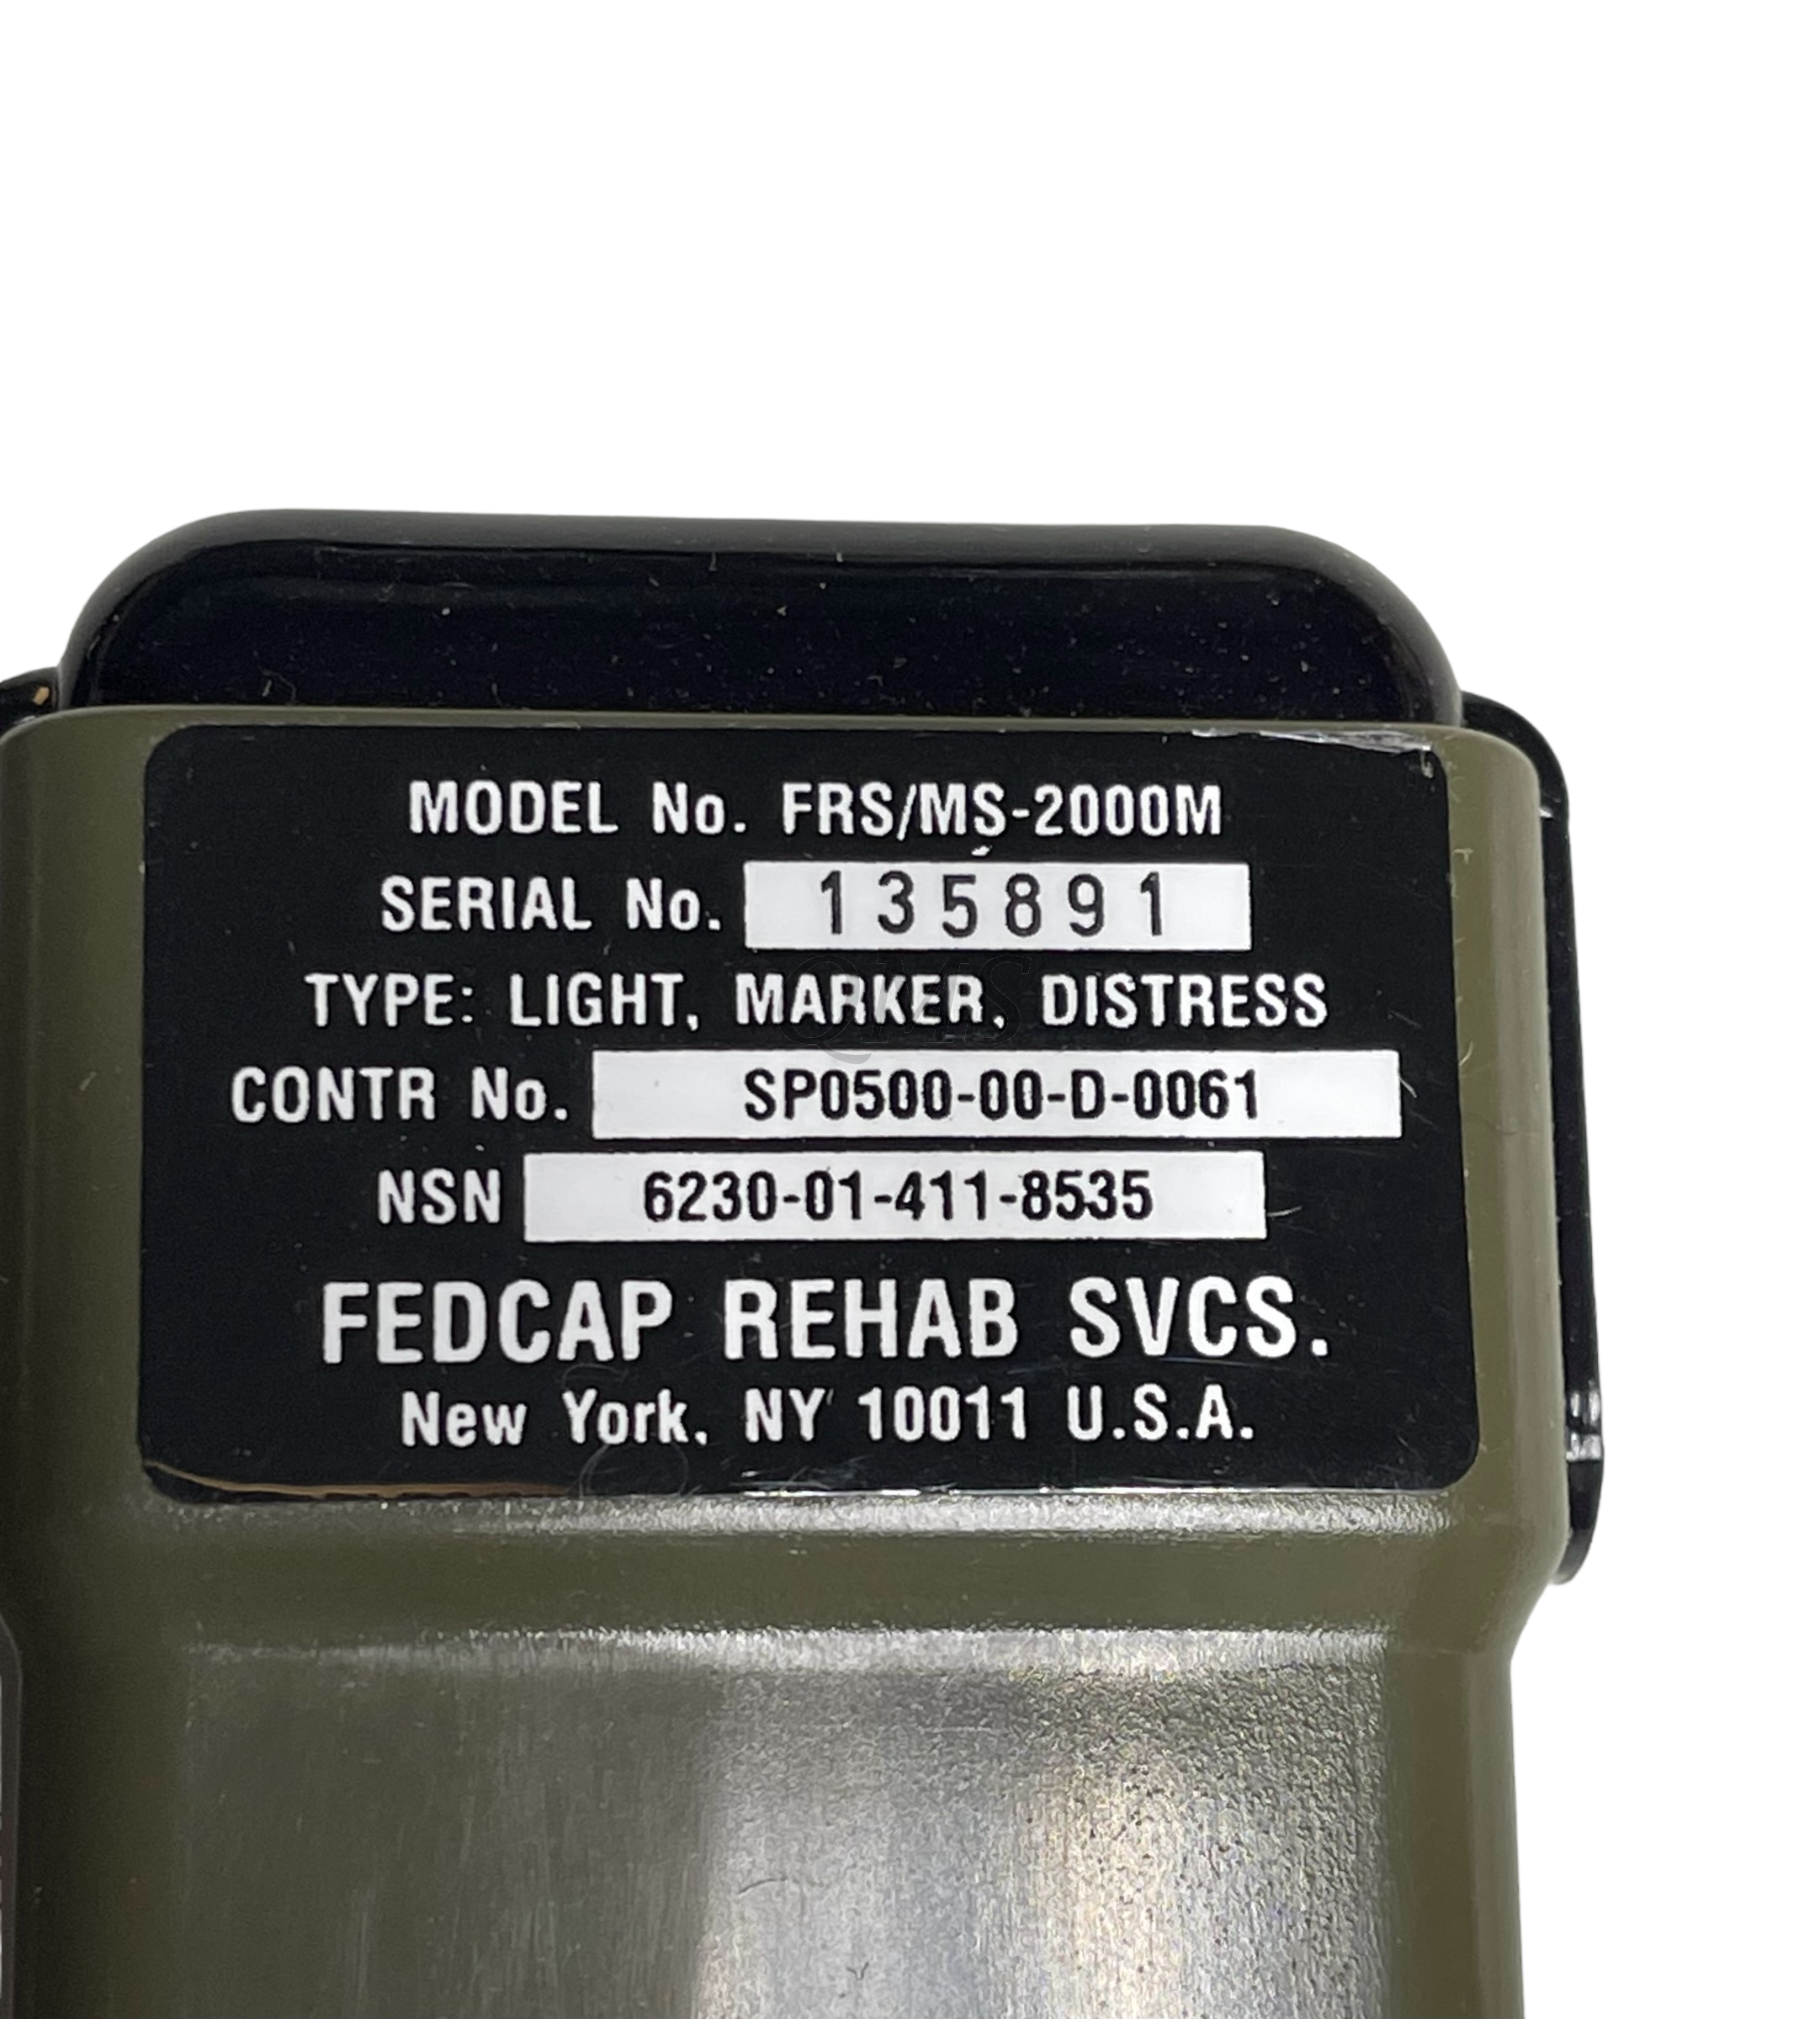 MODEL No. FRS/MS-2000M
SERIAL No. 135891
TYPE: LIGHT, MARKER, DISTRESS
CONTR No. SP0500-00-D-0061
NSN 6230-01-411-8535
FEDCAP REHAB SVCS.
New York, NY 10011 U.S.A.